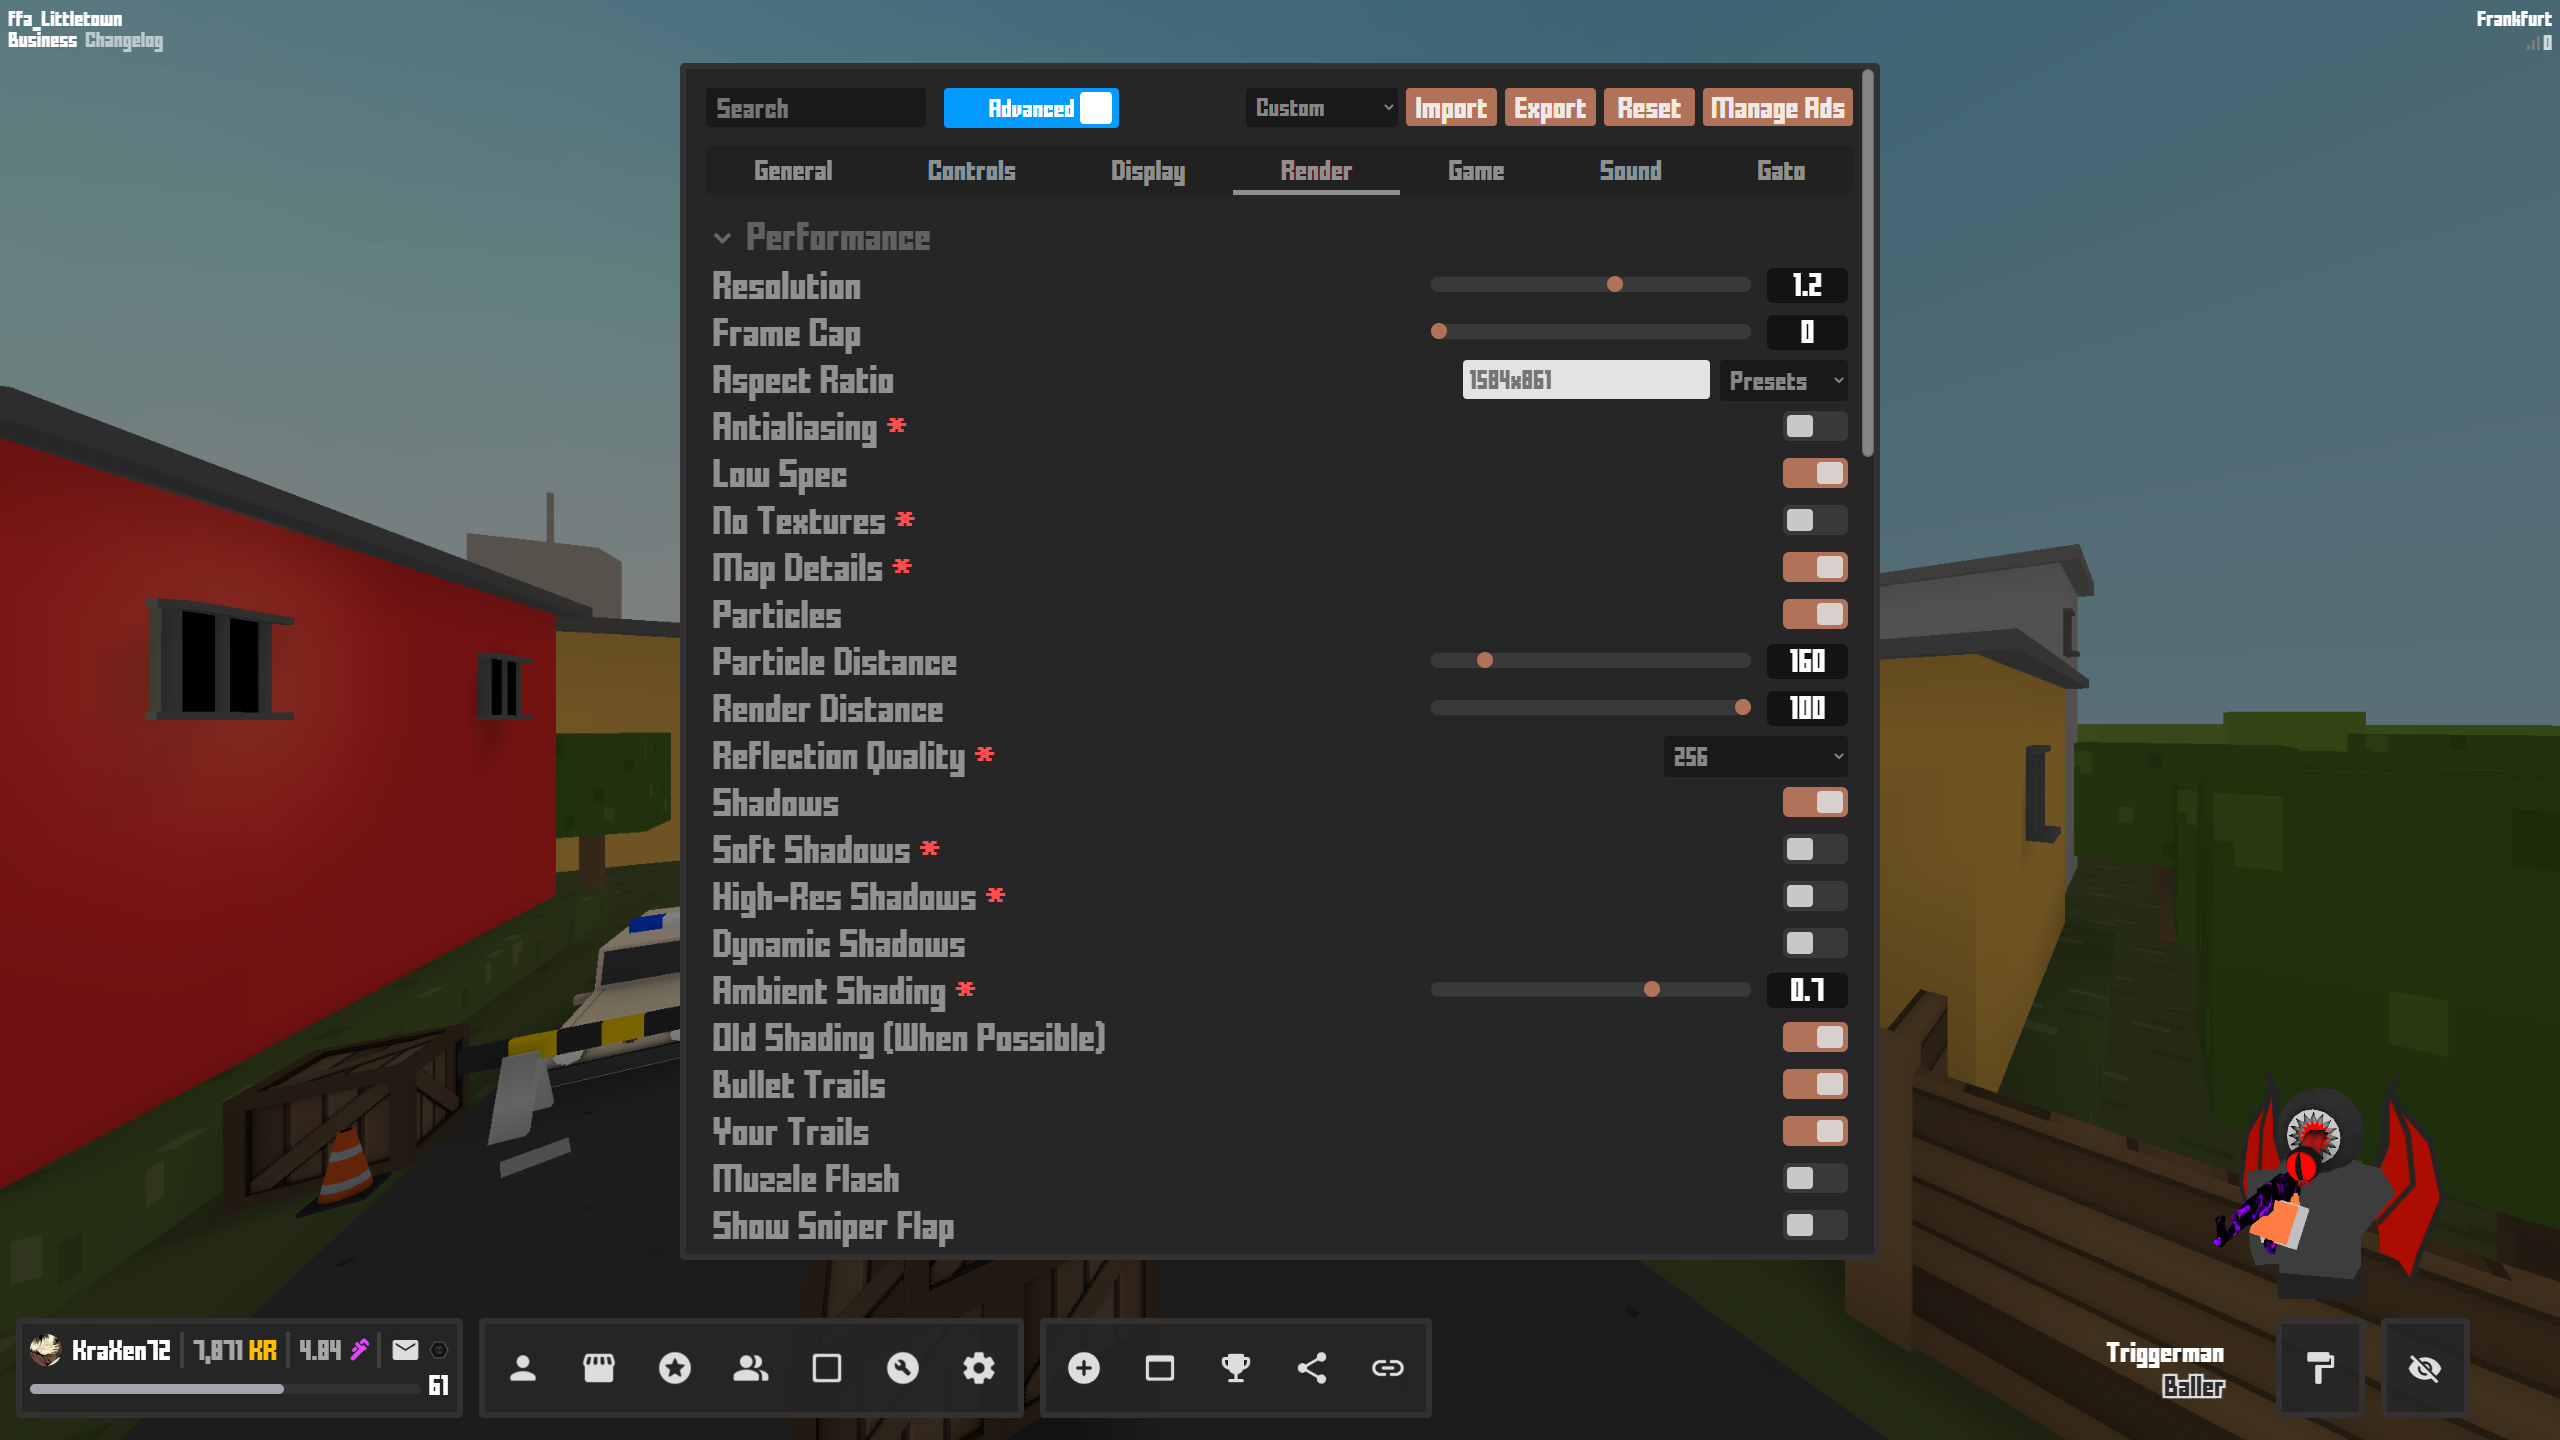 ffa_Littletown
Business Changelog
Frankfurt
0
Search
Advanced
Custom
Import
Export
Reset
Manage Ads
General
Controls
Display
Render
Game
Sound
Gato
Performance
Resolution
1.2
Frame Cap
0
Aspect Ratio
1584x861
Presets
Antialiasing *
Low Spec
No Textures *
Map Details *
Particles
Particle Distance
160
Render Distance
100
Reflection Quality *
256
Shadows
Soft Shadows *
High-Res Shadows *
Dynamic Shadows
Ambient Shading *
0.7
Old Shading (When Possible)
Bullet Trails
Your Trails
Muzzle Flash
Show Sniper Flap
KraXen72
7,871 KR
4.84
61
Triggerman
Baller